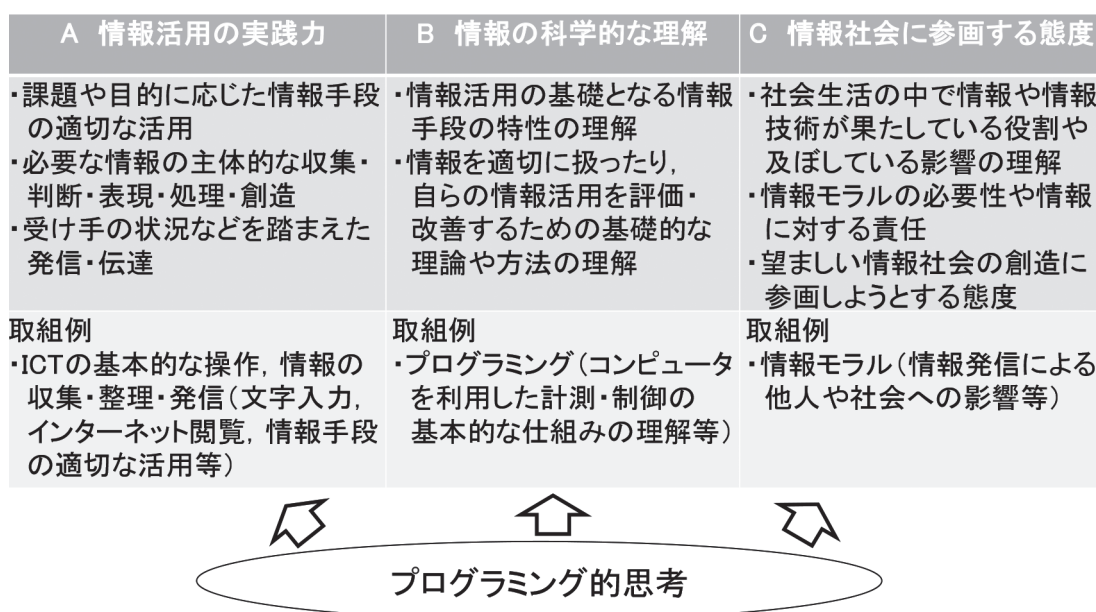 A 情報活用の実践力
・課題や目的に応じた情報手段
の適切な活用
・必要な情報の主体的な収集・
判断・表現・処理・創造
・受け手の状況などを踏まえた
発信・伝達
取組例
・ICTの基本的な操作，情報の
収集・整理・発信（文字入力，
インターネット閲覧，情報手段
の適切な活用等）
B 情報の科学的な理解
・情報活用の基礎となる情報
手段の特性の理解
・情報を適切に扱ったり，
自らの情報活用を評価・
改善するための基礎的な
理論や方法の理解
取組例
・プログラミング（コンピュータ
を利用した計測・制御の
基本的な仕組みの理解等）
C 情報社会に参画する態度
・社会生活の中で情報や情報
技術が果たしている役割や
及ぼしている影響の理解
・情報モラルの必要性や情報
に対する責任
・望ましい情報社会の創造に
参画しようとする態度
取組例
・情報モラル（情報発信による
他人や社会への影響等）
プログラミング的思考